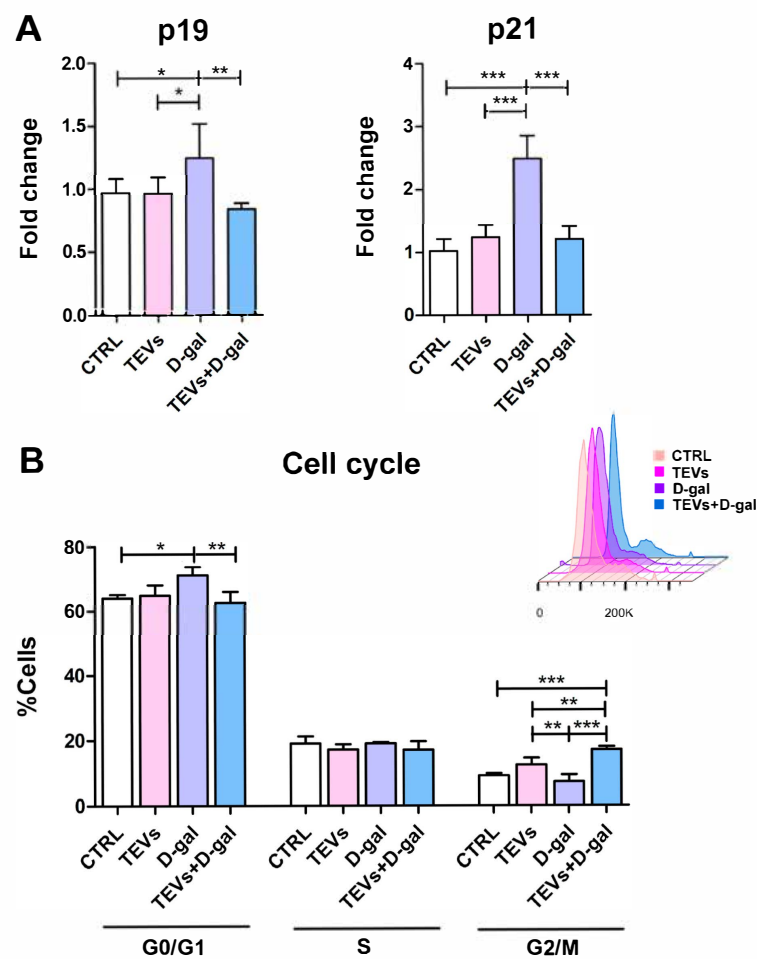 A
p19
p21
2.0
1.5
1.0
0.5
0.0
Fold change
* **
*
CTRL
TEVs
D-gal
TEVs+D-gal
4
3
2
1
0
Fold change
*** ***
***
CTRL
TEVs
D-gal
TEVs+D-gal
B
Cell cycle
CTRL
TEVs
D-gal
TEVs+D-gal
0 200K
80
60
40
20
0
%Cells
* **
***
**
** ***
CTRL
TEVs
D-gal
TEVs+D-gal
CTRL
TEVs
D-gal
TEVs+D-gal
CTRL
TEVs
D-gal
TEVs+D-gal
G0/G1
S
G2/M